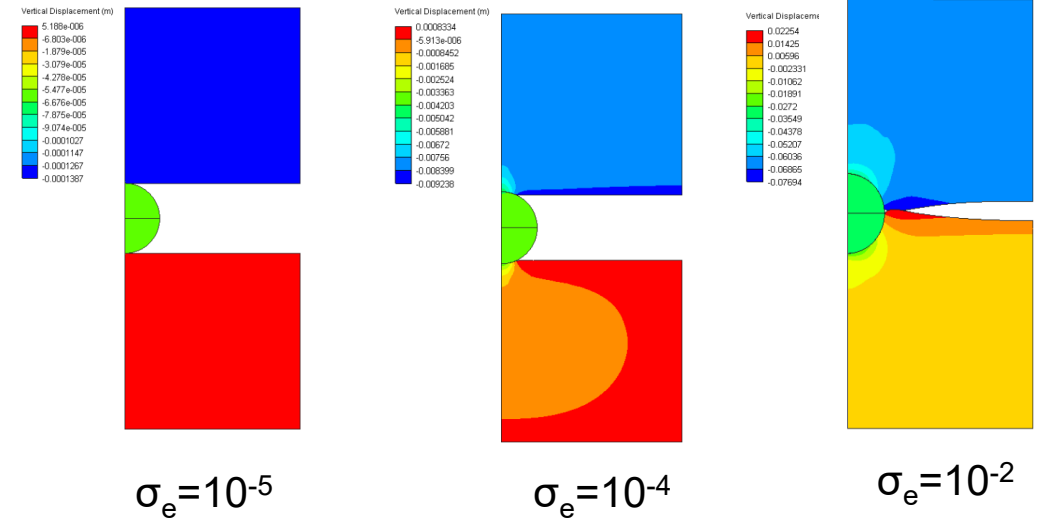 Vertical Displacement (m)
5.188e-006
-6.803e-006
-1.879e-005
-3.079e-005
-4.278e-005
-5.477e-005
-6.676e-005
-7.875e-005
-9.074e-005
-0.0001027
-0.0001147
-0.0001267
-0.0001387
σₑ=10⁻⁵
Vertical Displacement (m)
0.0008334
-5.913e-006
-0.0008452
-0.001685
-0.002524
-0.003363
-0.004203
-0.005042
-0.005881
-0.00672
-0.00756
-0.008399
-0.009238
σₑ=10⁻⁴
Vertical Displaceme
0.02254
0.01425
0.00596
-0.002331
-0.01062
-0.01891
-0.0272
-0.03549
-0.04378
-0.05207
-0.06036
-0.06865
-0.07694
σₑ=10⁻²